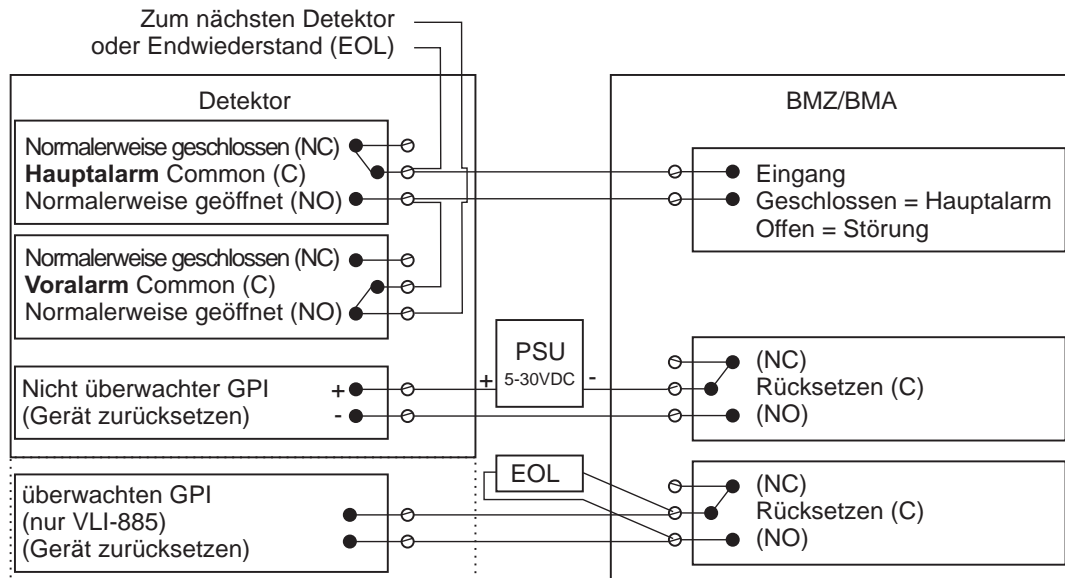 Zum nächsten Detektor
oder Endwiederstand (EOL)
Detektor
Normalerweise geschlossen (NC)
Hauptalarm Common (C)
Normalerweise geöffnet (NO)
Normalerweise geschlossen (NC)
Voralarm Common (C)
Normalerweise geöffnet (NO)
Nicht überwachter GPI +
(Gerät zurücksetzen) -
überwachten GPI
(nur VLI-885)
(Gerät zurücksetzen)
+ PSU -
5-30VDC
EOL
BMZ/BMA
Eingang
Geschlossen = Hauptalarm
Offen = Störung
(NC)
Rücksetzen (C)
(NO)
(NC)
Rücksetzen (C)
(NO)